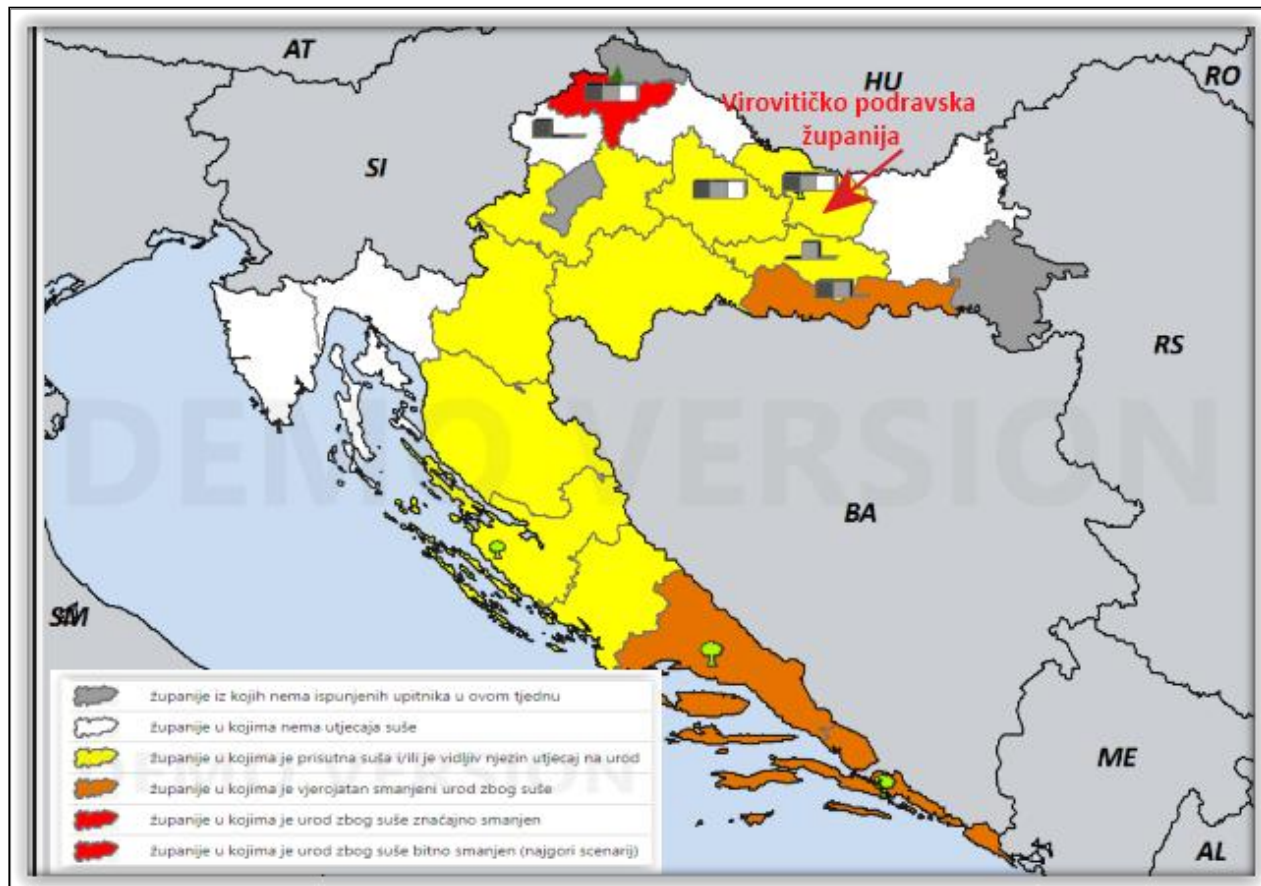 AT
HU
RO
Virovitičko podravska
županija
SI
RS
DEMO VERSION
BA
SM
ME
AL
županije iz kojih nema ispunjenih upitnika u ovom tjednu
županije u kojima nema utjecaja suše
županije u kojima je prisutna suša i/ili je vidljiv njezin utjecaj na urod
DEMO VERSION
županije u kojima je vjerojatan smanjeni urod zbog suše
županije u kojima je urod zbog suše značajno smanjen
županije u kojima je urod zbog suše bitno smanjen (najgori scenarij)